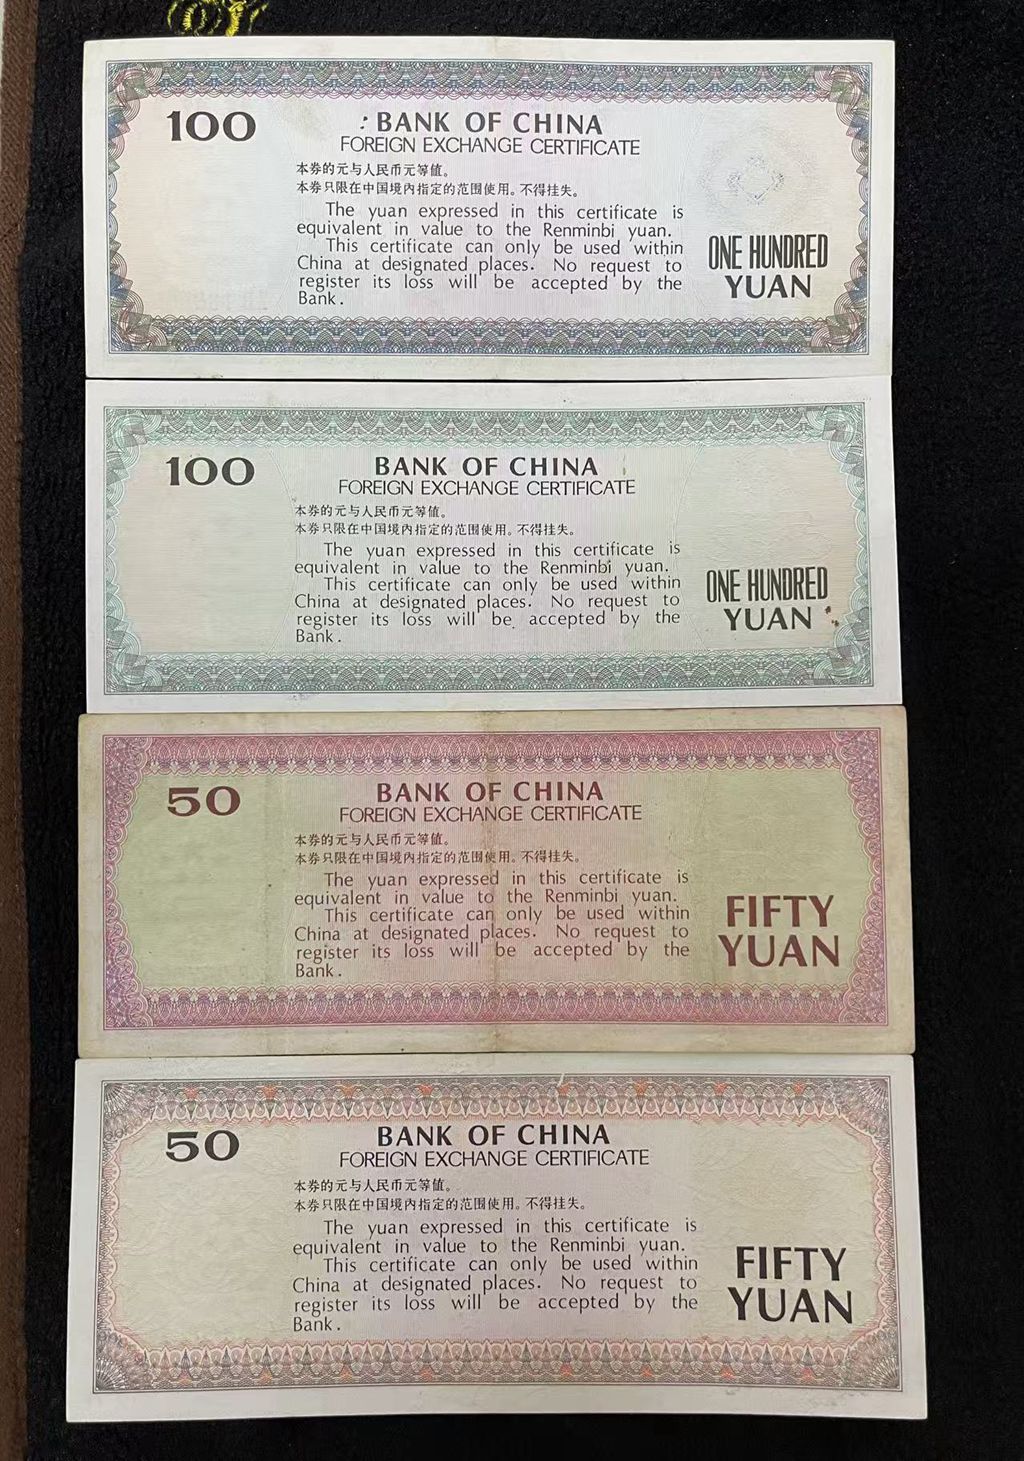 100
BANK OF CHINA
FOREIGN EXCHANGE CERTIFICATE
本券的元与人民币元等值。
本券只限在中国境内指定的范围使用。不得挂失。
The yuan expressed in this certificate is
equivalent in value to the Renminbi yuan.
This certificate can only be used within
China at designated places. No request to
register its loss will be accepted by the
Bank.
ONE HUNDRED
YUAN
100
BANK OF CHINA
FOREIGN EXCHANGE CERTIFICATE
本券的元与人民币元等值。
本券只限在中国境内指定的范围使用。不得挂失。
The yuan expressed in this certificate is
equivalent in value to the Renminbi yuan.
This certificate can only be used within
China at designated places. No request to
register its loss will be accepted by the
Bank.
ONE HUNDRED
YUAN
50
BANK OF CHINA
FOREIGN EXCHANGE CERTIFICATE
本券的元与人民币元等值。
本券只限在中国境内指定的范围使用。不得挂失。
The yuan expressed in this certificate is
equivalent in value to the Renminbi yuan.
This certificate can only be used within
China at designated places. No request to
register its loss will be accepted by the
Bank.
FIFTY
YUAN
50
BANK OF CHINA
FOREIGN EXCHANGE CERTIFICATE
本券的元与人民币元等值。
本券只限在中国境内指定的范围使用。不得挂失。
The yuan expressed in this certificate is
equivalent in value to the Renminbi yuan.
This certificate can only be used within
China at designated places. No request to
register its loss will be accepted by the
Bank.
FIFTY
YUAN